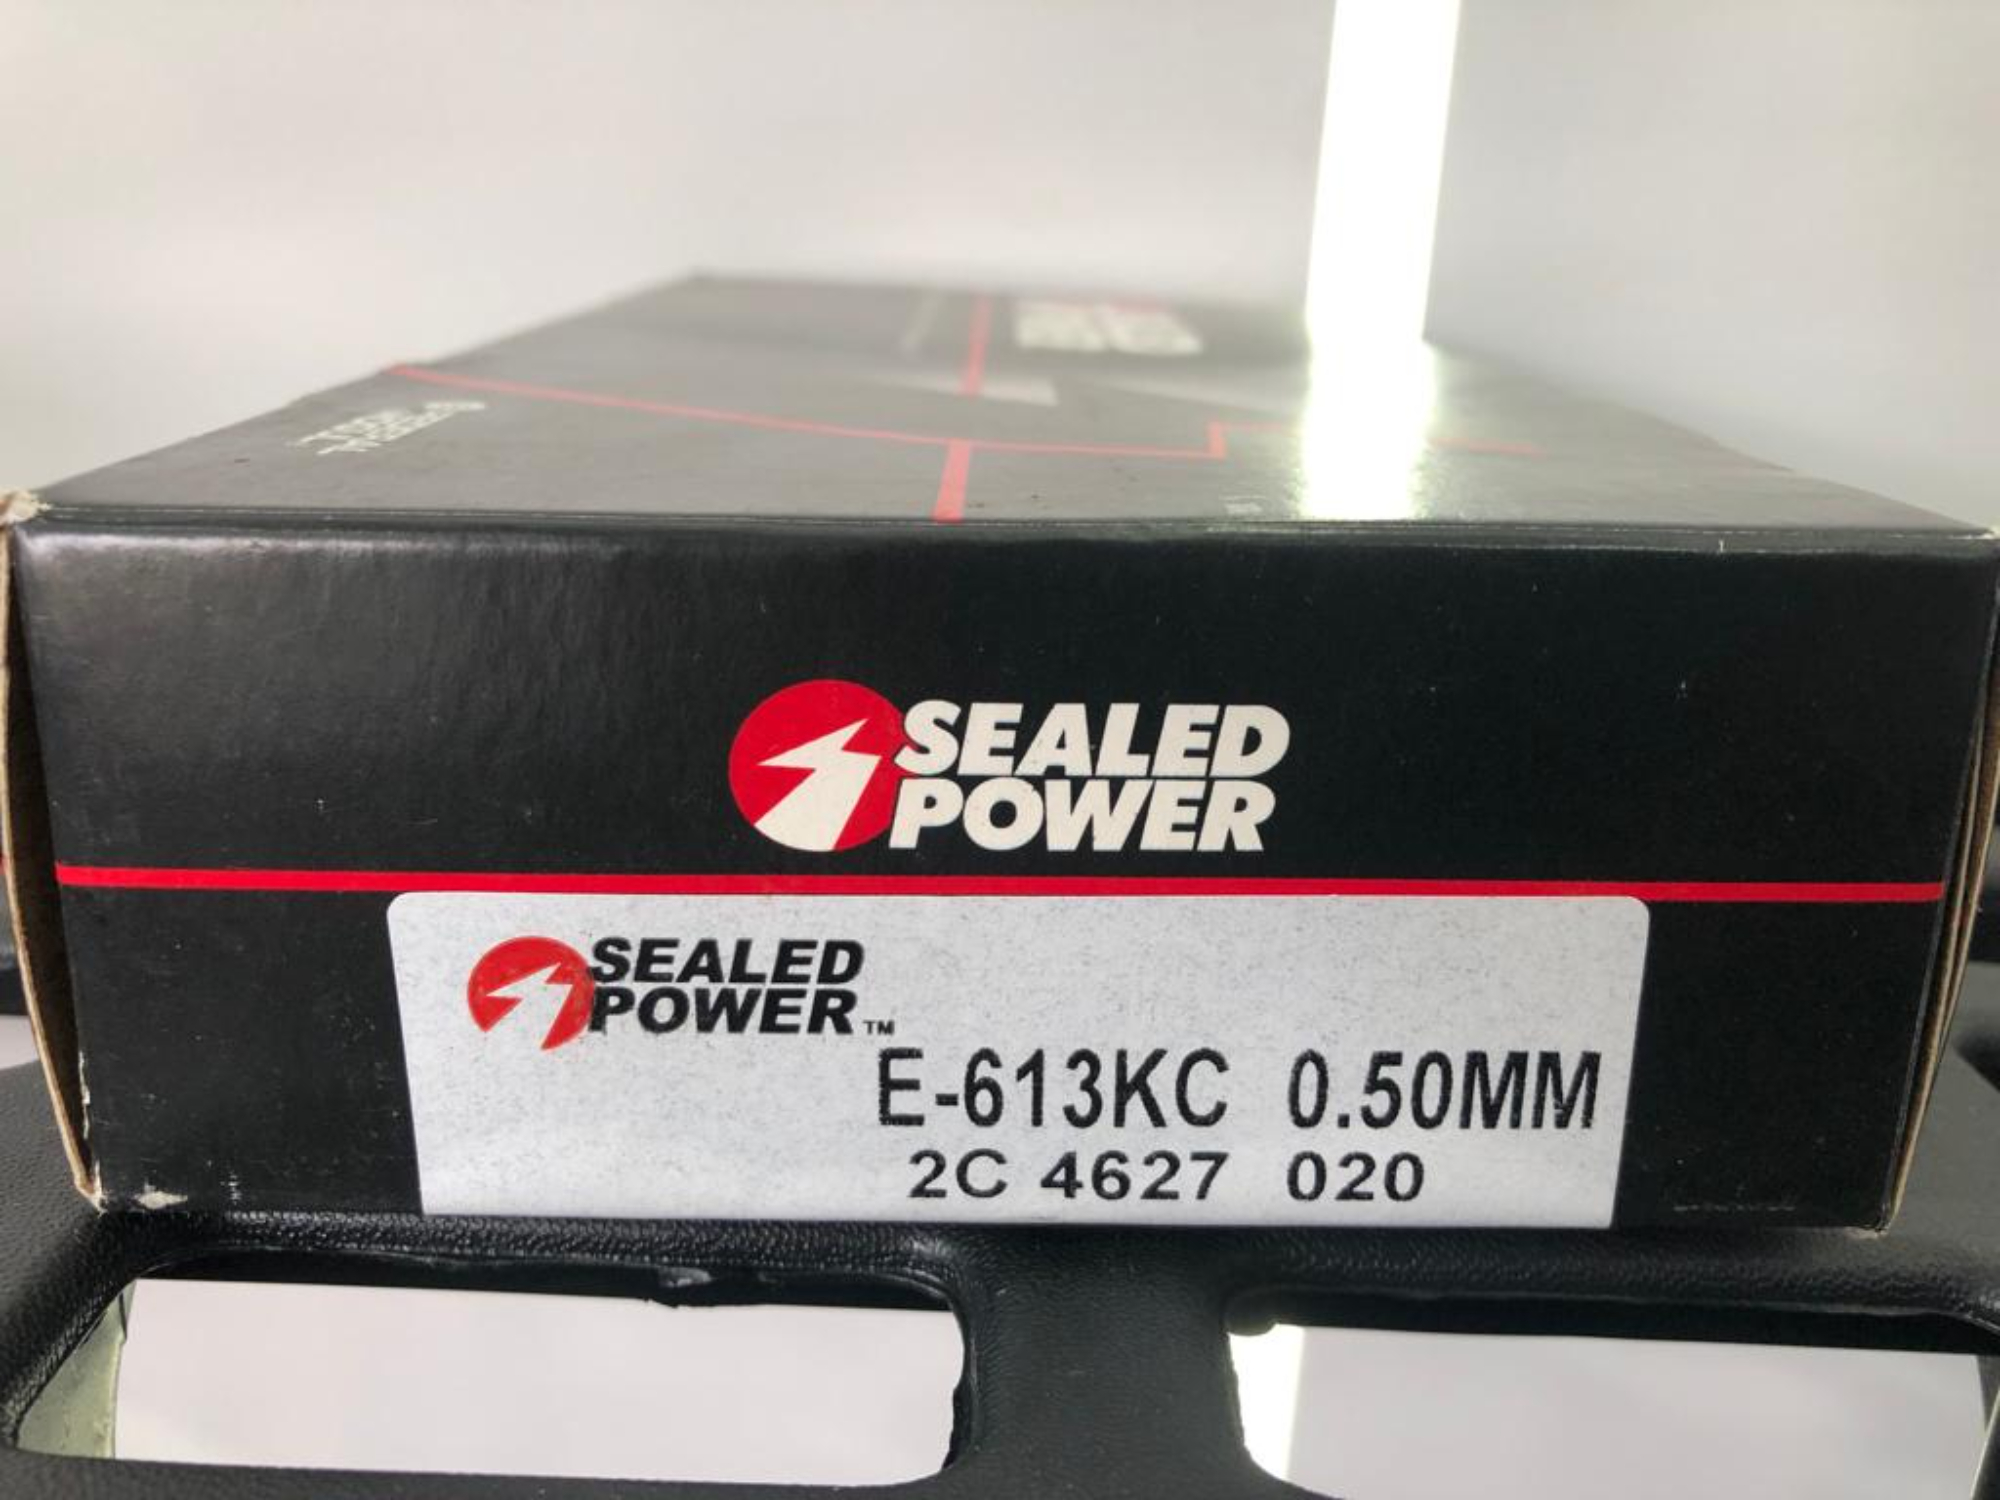 SEALED
POWER
SEALED
POWER™
E-613KC 0.50MM
2C 4627 020